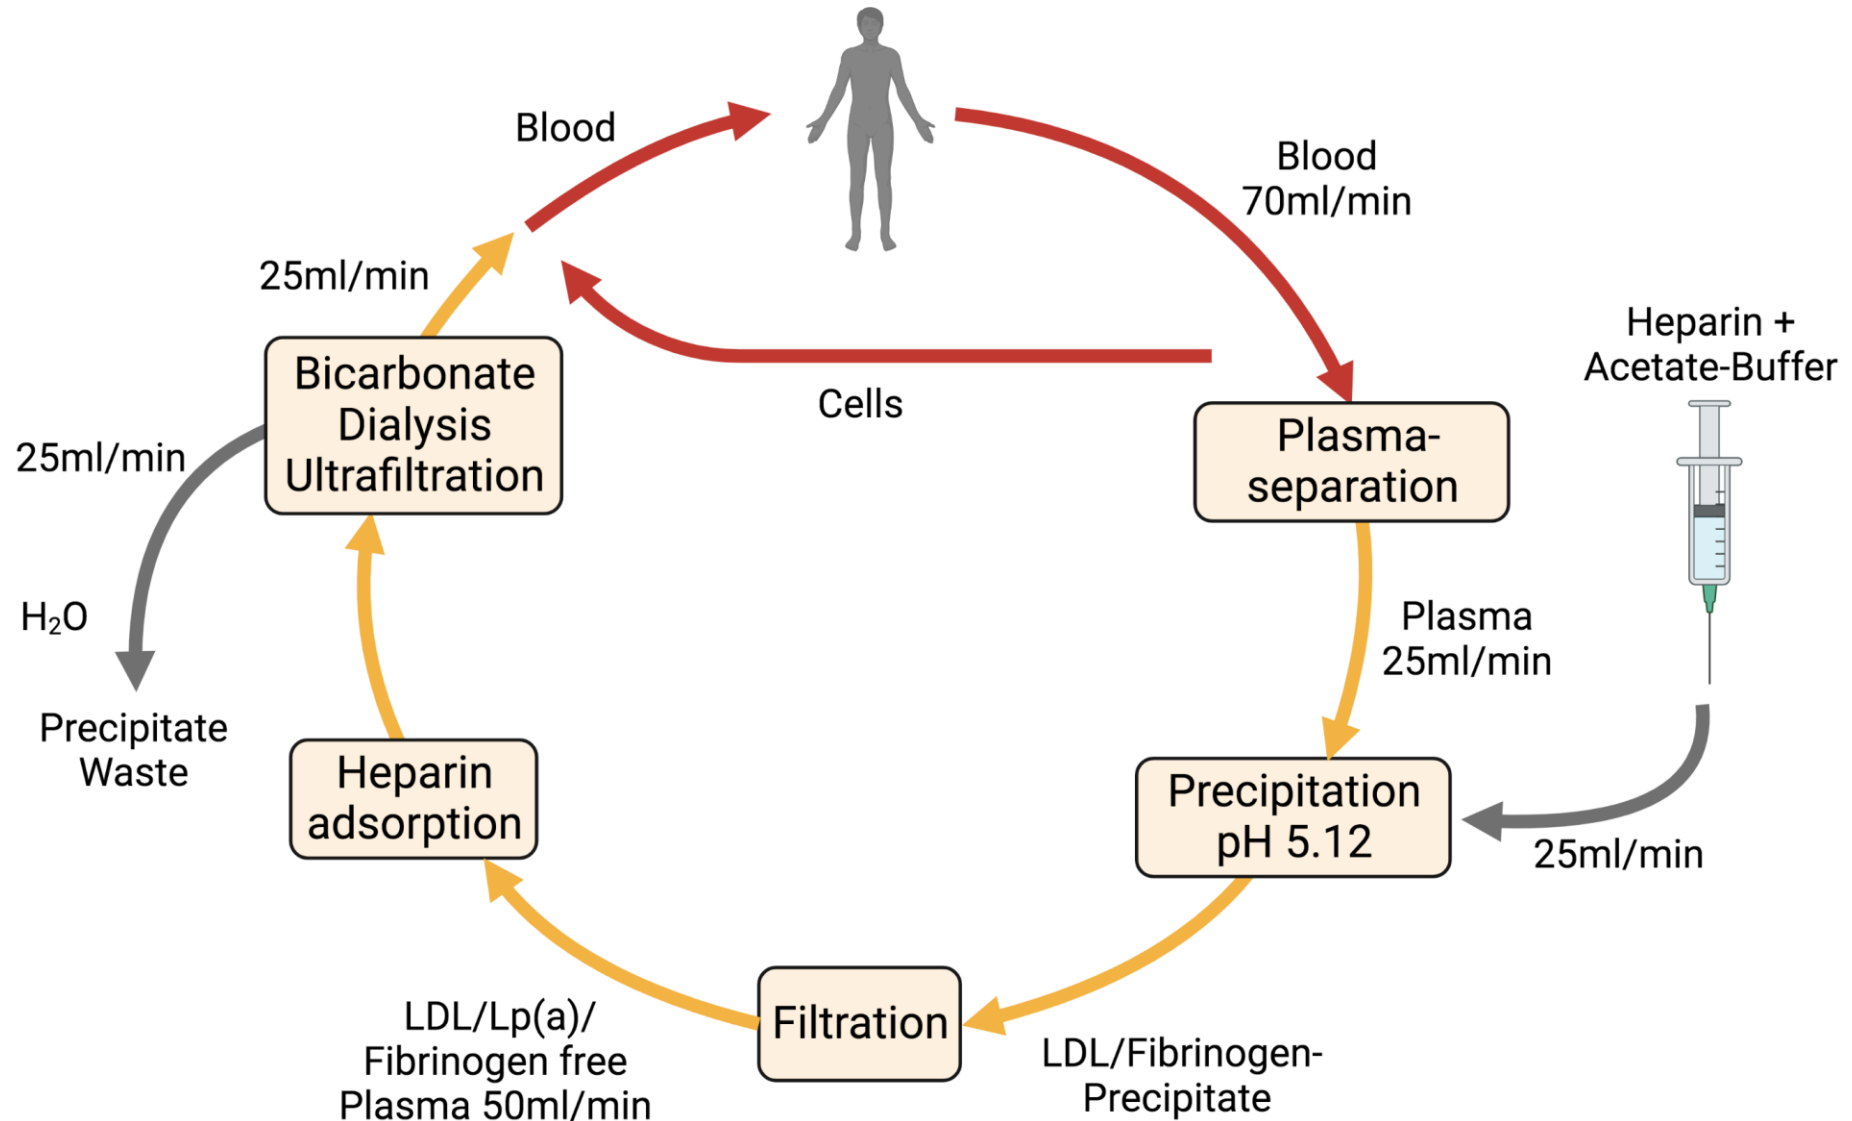 Blood
Blood
70ml/min
25ml/min
Cells
Heparin +
Acetate-Buffer
Bicarbonate
Dialysis
Ultrafiltration
25ml/min
Plasma-
separation
H₂O
Plasma
25ml/min
Precipitate
Waste
Heparin
adsorption
Precipitation
pH 5.12
25ml/min
LDL/Lp(a)/
Fibrinogen free
Plasma 50ml/min
Filtration
LDL/Fibrinogen-
Precipitate